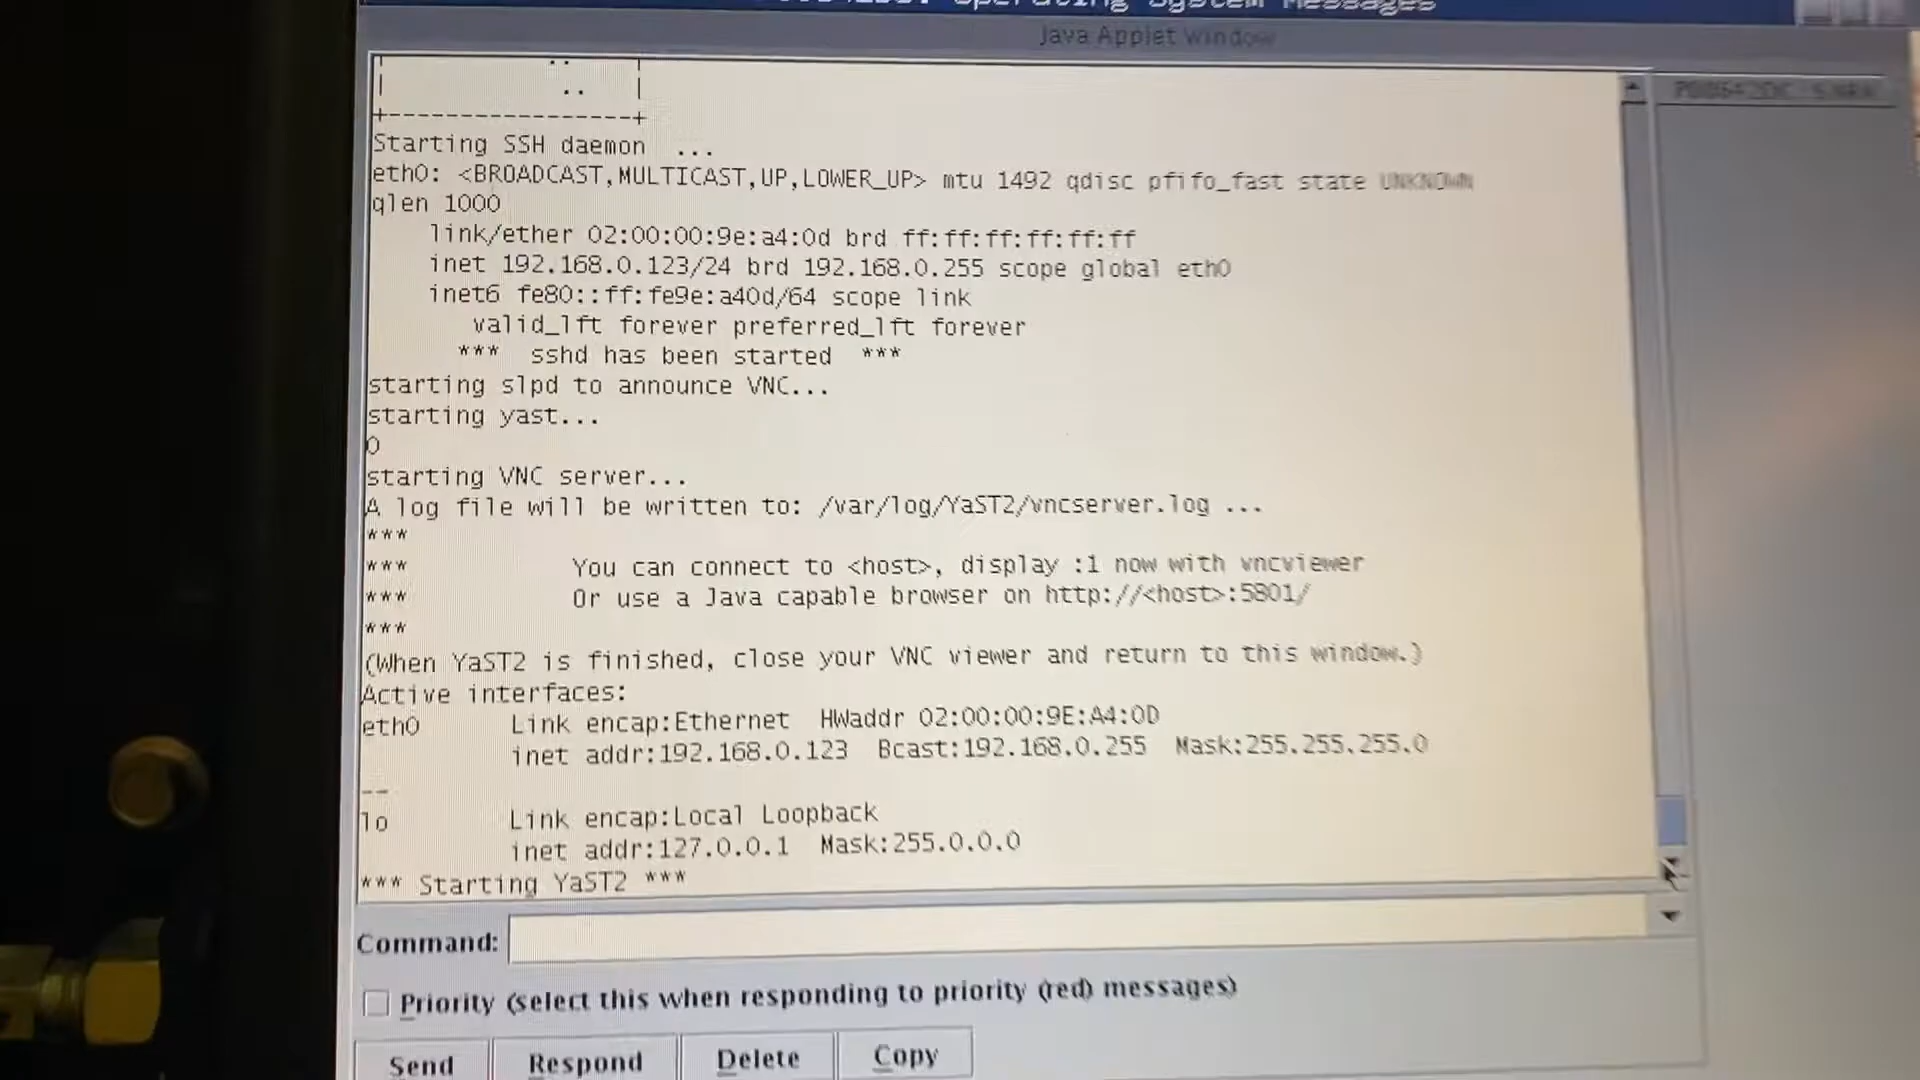 Operating System Messages
Java Applet Window
Starting SSH daemon ...
eth0: <BROADCAST,MULTICAST,UP,LOWER_UP> mtu 1492 qdisc pfifo_fast state UNKNOWN
qlen 1000
link/ether 02:00:00:9e:a4:0d brd ff:ff:ff:ff:ff:ff
inet 192.168.0.123/24 brd 192.168.0.255 scope global eth0
inet6 fe80::ff:fe9e:a40d/64 scope link
valid_lft forever preferred_lft forever
*** sshd has been started ***
starting slpd to announce VNC...
starting yast...
0
starting VNC server...
A log file will be written to: /var/log/YaST2/vncserver.log ...
***
*** You can connect to <host>, display :1 now with vncviewer
*** Or use a Java capable browser on http://<host>:5801/
***
(When YaST2 is finished, close your VNC viewer and return to this window.)
Active interfaces:
eth0 Link encap:Ethernet HWaddr 02:00:00:9E:A4:0D
inet addr:192.168.0.123 Bcast:192.168.0.255 Mask:255.255.255.0
--
lo Link encap:Local Loopback
inet addr:127.0.0.1 Mask:255.0.0.0
*** Starting YaST2 ***
Command:
Priority (select this when responding to priority (red) messages)
Send Respond Delete Copy